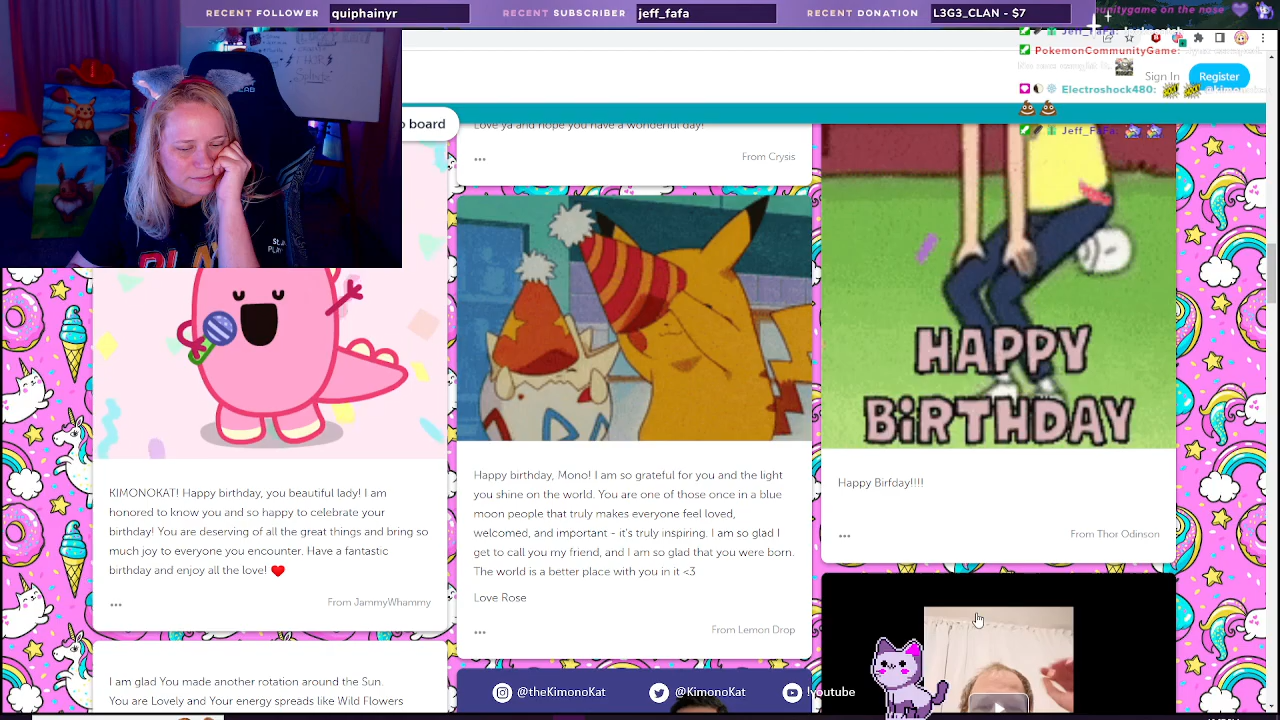 RECENT FOLLOWER quiphainyr RECENT SUBSCRIBER jeff_fafa RECENT DONATION L3G3_CLAN - $7
Jeff_FaFa:
PokemonCommunityGame:
Sign In Register
Electroshock480:
Jeff_FaFa:
o board
Love ya and hope you have a wonderful day!
From Crysis
HAPPY
BIRTHDAY
KIMONOKAT! Happy birthday, you beautiful lady! I am
honored to know you and so happy to celebrate your
birthday! You are deserving of all the great things and bring so
much joy to everyone you encounter. Have a fantastic
birthday and enjoy all the love! ❤️
From JammyWhammy
I am glad You made another rotation around the Sun.
You are Lovely and Your energy spreads like Wild Flowers
Happy birthday, Mono! I am so grateful for you and the light
you shine on the world. You are one of those once in a blue
moon people that truly makes everyone feel loved,
welcomed, and important - it's truly inspiring. I am so glad I
get to call you my friend, and I am so glad that you were born.
The world is a better place with you in it <3
Love Rose
From Lemon Drop
Happy Birfday!!!!
From Thor Odinson
@theKimonoKat @KimonoKat !youtube